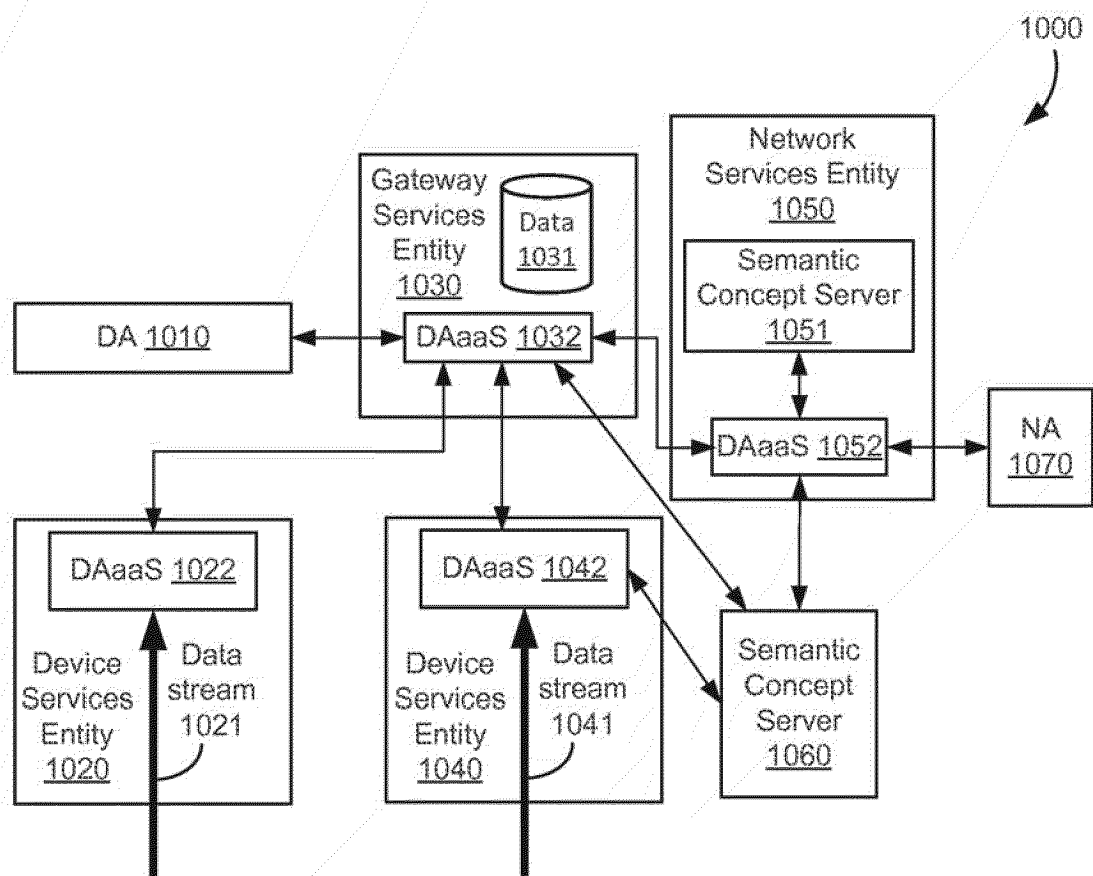 1000
Network
Services Entity
1050
Semantic
Concept Server
1051
DAaaS 1052
Gateway
Services
Entity
1030
Data
1031
DAaaS 1032
DA 1010
NA
1070
DAaaS 1022
Device
Services
Entity
1020
Data
stream
1021
DAaaS 1042
Device
Services
Entity
1040
Data
stream
1041
Semantic
Concept
Server
1060